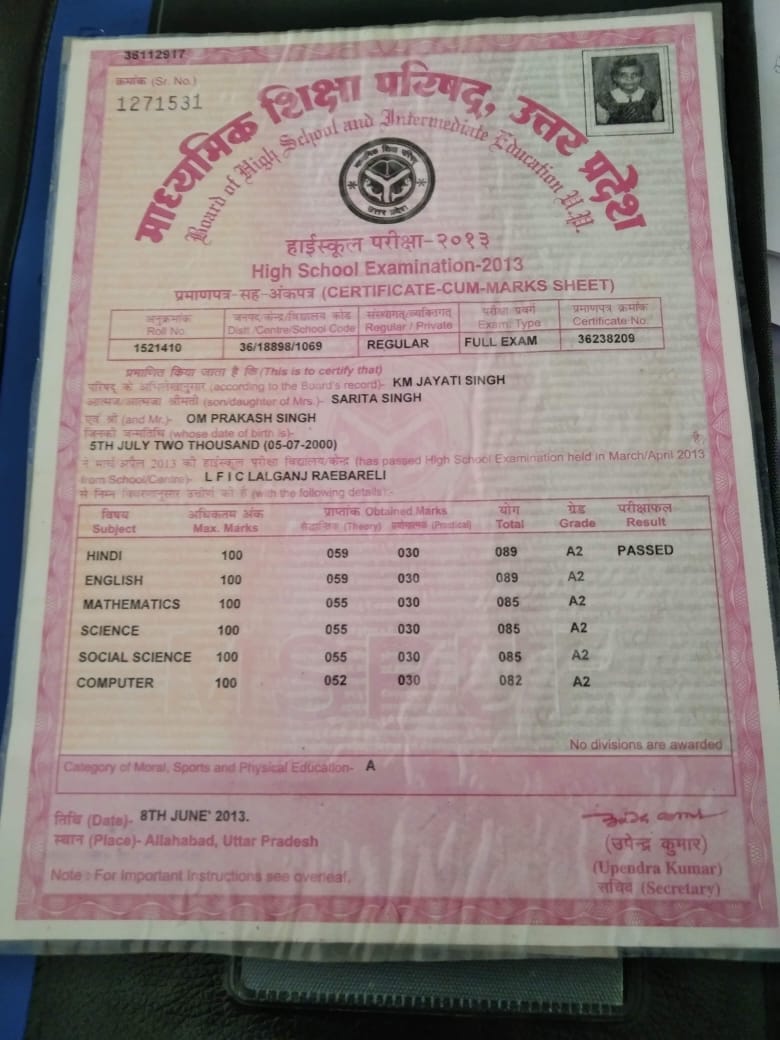 36112917
क्रमांक (Sr. No.)
1271531
माध्यमिक शिक्षा परिषद, उत्तर प्रदेश
Board of High School and Intermediate Education U.P.
उत्तर प्रदेश
हाईस्कूल परीक्षा-२०१३
High School Examination-2013
प्रमाणपत्र-सह-अंकपत्र (CERTIFICATE-CUM-MARKS SHEET)
अनुक्रमांक जनपद/केन्द्र/विद्यालय कोड संस्थागत/व्यक्तिगत परीक्षा प्रवर्ग प्रमाणपत्र क्रमांक
Roll No. Distt./Centre/School Code Regular / Private Exam. Type Certificate No.
1521410 36/18898/1069 REGULAR FULL EXAM 36238209
प्रमाणित किया जाता है कि (This is to certify that)
परिषद् के अभिलेखानुसार (according to the Board's record)- KM JAYATI SINGH
आत्मज/आत्मजा श्रीमती (son/daughter of Mrs.)- SARITA SINGH
एवं श्री (and Mr.)- OM PRAKASH SINGH
जिनकी जन्मतिथि (whose date of birth is)-
5TH JULY TWO THOUSAND (05-07-2000) है,
ने मार्च/अप्रैल 2013 की हाईस्कूल परीक्षा विद्यालय/केन्द्र (has passed High School Examination held in March/April 2013
from School/Centre)- L F I C LALGANJ RAEBARELI
से निम्न विवरणानुसार उत्तीर्ण की है (with the following details):-
विषय अधिकतम अंक प्राप्तांक Obtained Marks योग ग्रेड परीक्षाफल
Subject Max. Marks सैद्धान्तिक (Theory) प्रयोगात्मक (Practical) Total Grade Result
HINDI 100 059 030 089 A2 PASSED
ENGLISH 100 059 030 089 A2
MATHEMATICS 100 055 030 085 A2
SCIENCE 100 055 030 085 A2
SOCIAL SCIENCE 100 055 030 085 A2
COMPUTER 100 052 030 082 A2
No divisions are awarded
Category of Moral, Sports and Physical Education- A
तिथि (Date)- 8TH JUNE' 2013.
स्थान (Place)- Allahabad, Uttar Pradesh
(उपेन्द्र कुमार)
(Upendra Kumar)
सचिव (Secretary)
Note : For Important Instructions see overleaf.